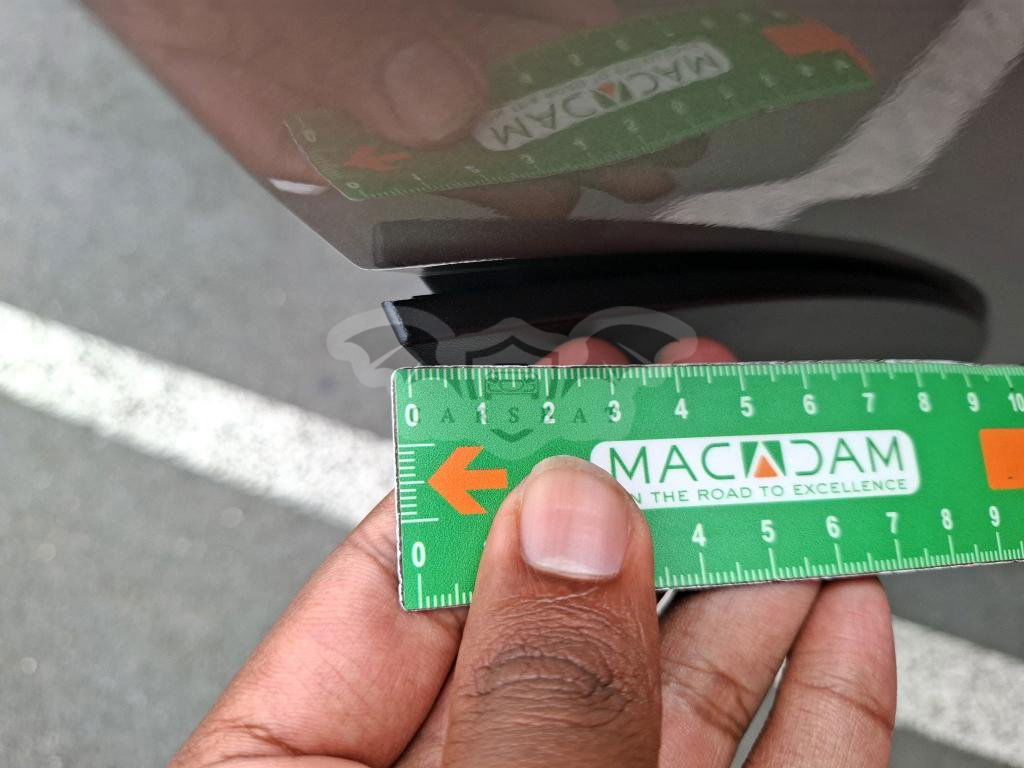 0 1 2 3 4 5 6 7 8 9 10
AISPAT
MACADAM
N THE ROAD TO EXCELLENCE
0 4 5 6 7 8 9